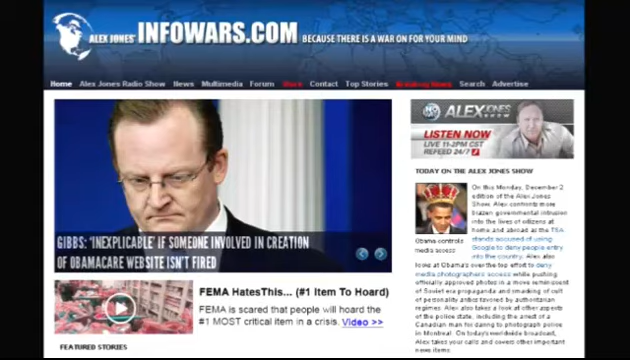 ALEX JONES' INFOWARS.COM BECAUSE THERE IS A WAR ON FOR YOUR MIND
Home Alex Jones Radio Show News Multimedia Forum Store Contact Top Stories Breaking News Search Advertise
GIBBS: 'INEXPLICABLE' IF SOMEONE INVOLVED IN CREATION
OF OBAMACARE WEBSITE ISN'T FIRED
FEMA HatesThis... (#1 Item To Hoard)
FEMA is scared that people will hoard
the #1 MOST critical item in a crisis. Video >>
FEATURED STORIES
ALEX JONES
SHOW
LISTEN NOW
LIVE 11-2PM CST
REFEED 24/7
TODAY ON THE ALEX JONES SHOW
Obama controls
media access
On this Monday, December 2
edition of the Alex Jones
Show, Alex confronts more
brazen governmental intrusion
into the lives of citizens at
home and abroad as the TSA
stands accused of using
Google to deny people entry
into the country. Alex also
look at Obama's over the top effort to deny
media photographers access while pushing
officially approved photos in a move reminiscent
of Soviet era propaganda and smacking of cult
of personality antics favored by authoritarian
regimes. Alex also takes a look at other aspects
of the police state, including the arrest of a
Canadian man for daring to photograph police in
Montreal. On today's worldwide broadcast,
Alex takes your calls and covers other important
news items.